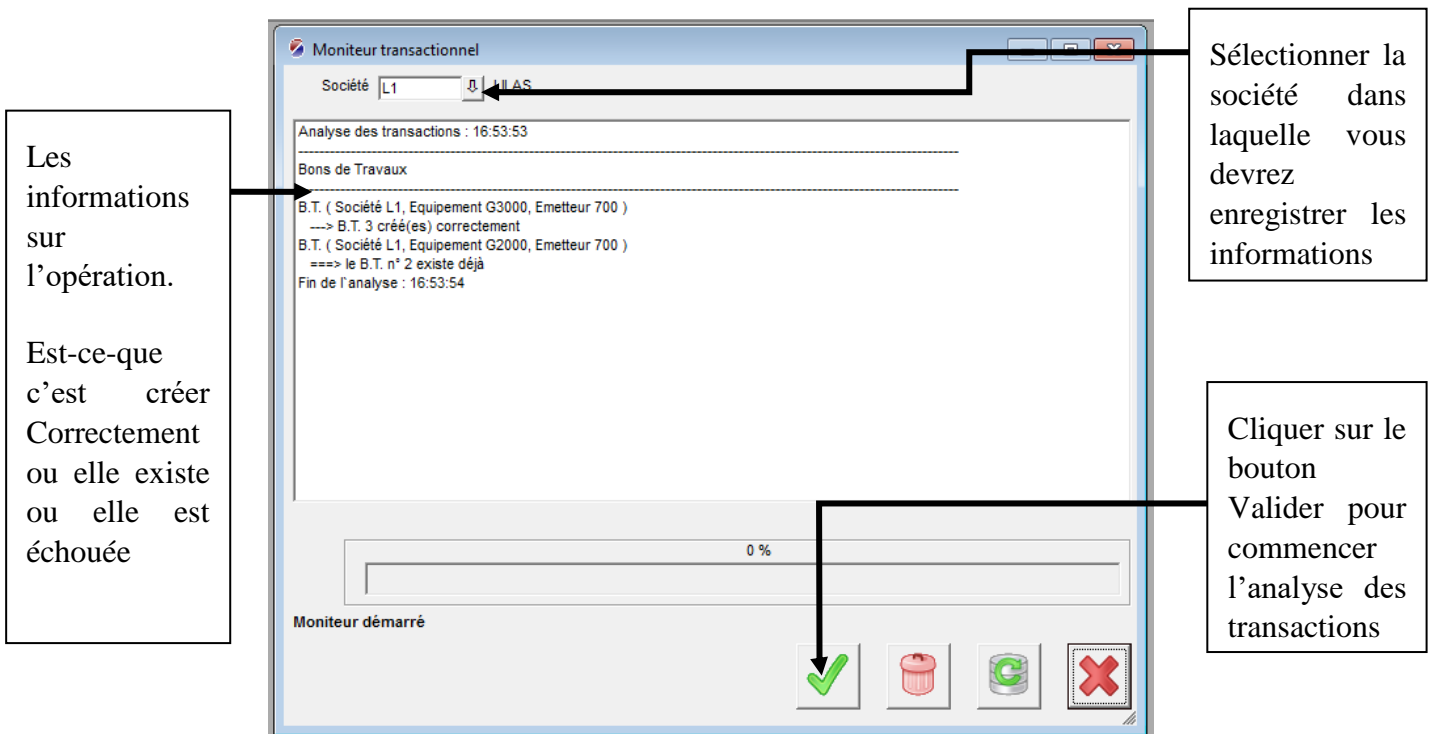 Moniteur transactionnel
Société L1
Analyse des transactions : 16:53:53
Bons de Travaux
B.T. ( Société L1, Equipement G3000, Emetteur 700 )
---> B.T. 3 créé(es) correctement
B.T. ( Société L1, Equipement G2000, Emetteur 700 )
===> le B.T. n° 2 existe déjà
Fin de l`analyse : 16:53:54
0 %
Moniteur démarré
Les
informations
sur
l’opération.
Est-ce-que
c’est créer
Correctement
ou elle existe
ou elle est
échouée
Sélectionner la
société dans
laquelle vous
devrez
enregistrer les
informations
Cliquer sur le
bouton
Valider pour
commencer
l’analyse des
transactions